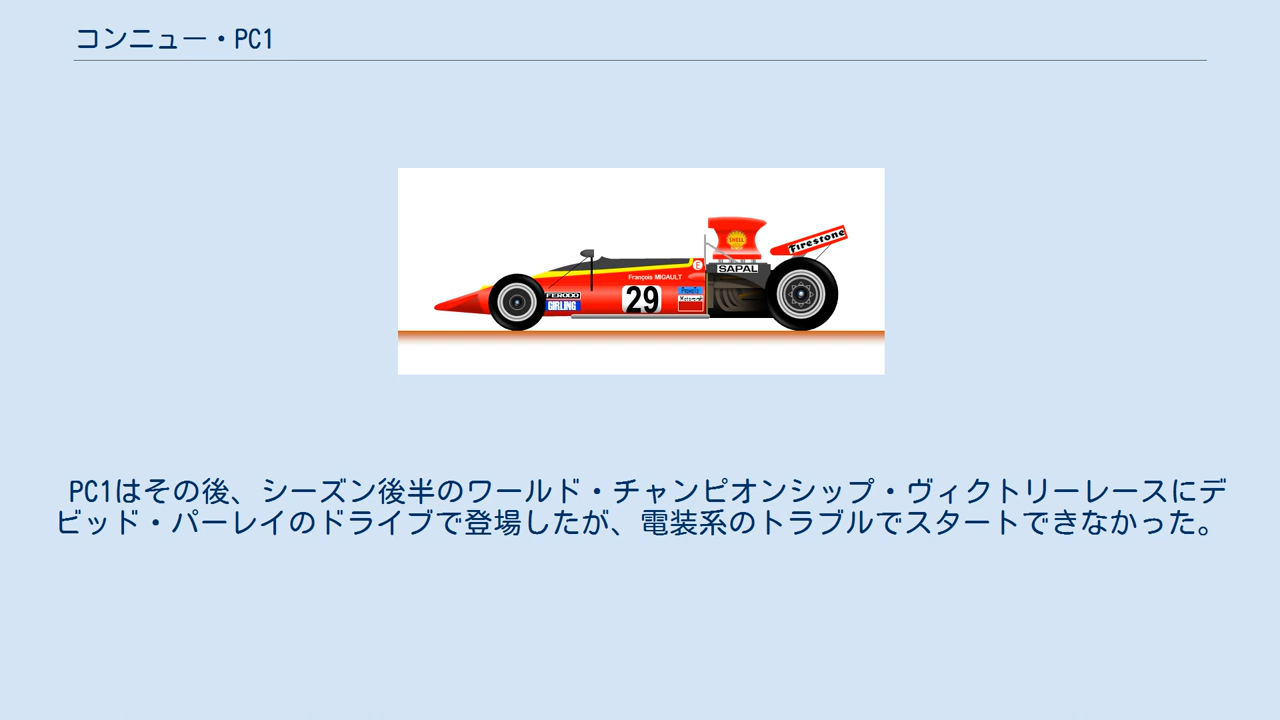 コンニュー・PC1
Firestone
SHELL
SAPAL
E
François MIGAULT
29
FERODO
GIRLING
PC1はその後、シーズン後半のワールド・チャンピオンシップ・ヴィクトリーレースにデ
ビッド・パーレイのドライブで登場したが、電装系のトラブルでスタートできなかった。